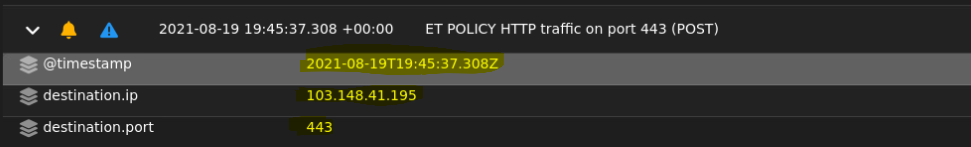 2021-08-19 19:45:37.308 +00:00 ET POLICY HTTP traffic on port 443 (POST)
@timestamp 2021-08-19T19:45:37.308Z
destination.ip 103.148.41.195
destination.port 443